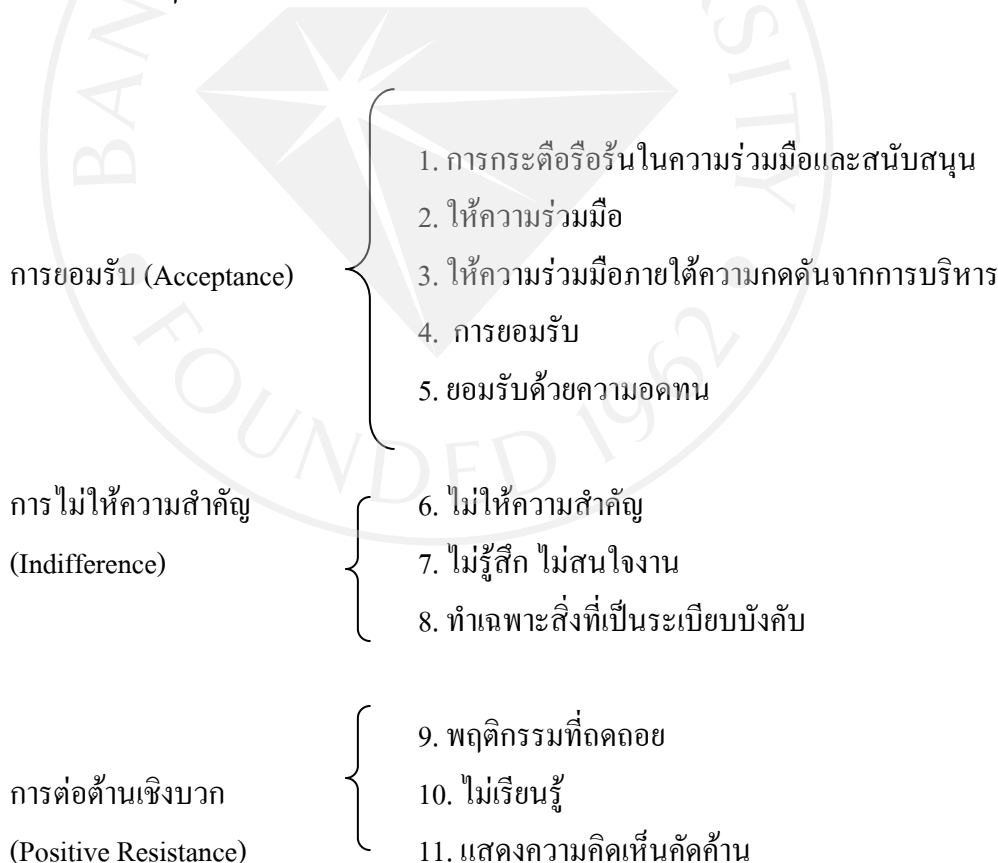 BAN SITY
1. การกระตือรือร้นในความร่วมมือและสนับสนุน
2. ให้ความร่วมมือ
การยอมรับ (Acceptance) 3. ให้ความร่วมมือภายใต้ความกดดันจากการบริหาร
4. การยอมรับ
5. ยอมรับด้วยความอดทน
FOUNDED 1962
การไม่ให้ความสำคัญ 6. ไม่ให้ความสำคัญ
(Indifference) 7. ไม่รู้สึก ไม่สนใจงาน
8. ทำเฉพาะสิ่งที่เป็นระเบียบบังคับ
9. พฤติกรรมที่ถดถอย
การต่อต้านเชิงบวก 10. ไม่เรียนรู้
(Positive Resistance) 11. แสดงความคิดเห็นคัดค้าน